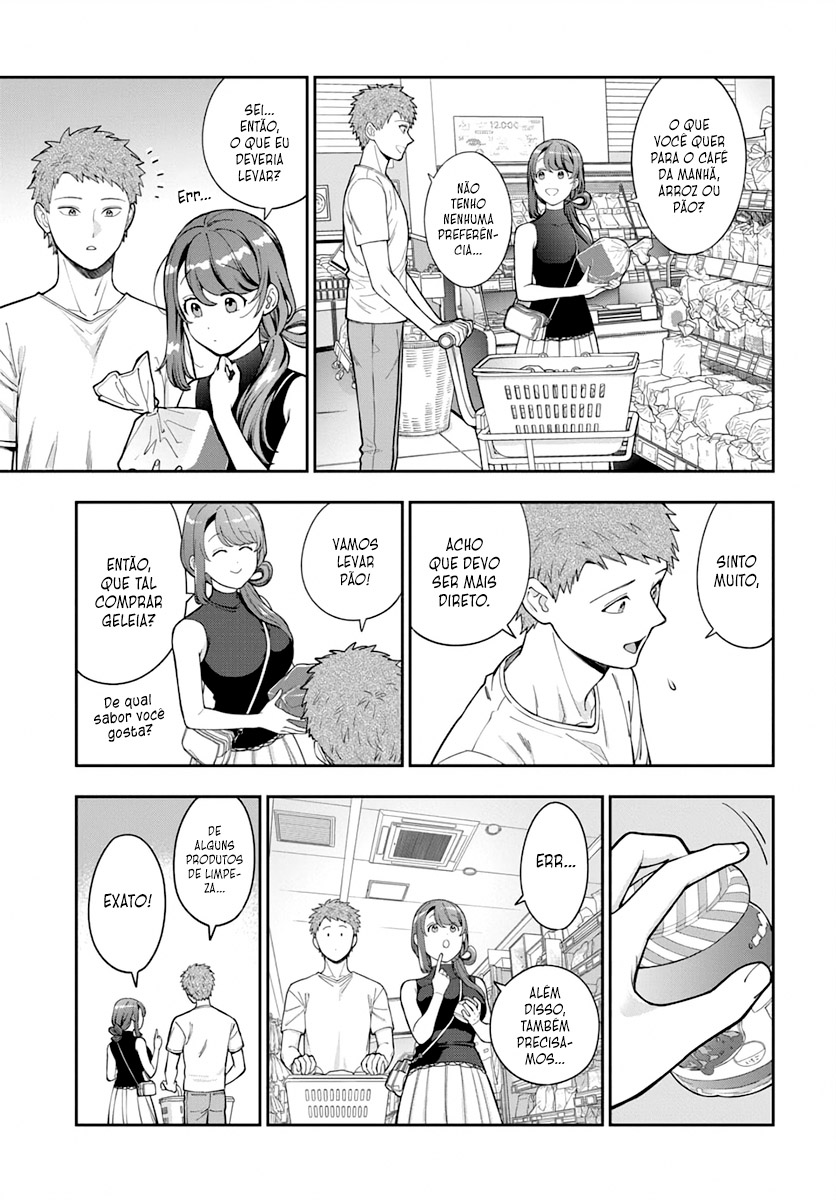 O QUE
VOCÊ QUER
PARA O CAFÉ
DA MANHÃ,
ARROZ OU
PÃO?
12.00€
NÃO
TENHO
NENHUMA
PREFERÊN-
CIA...
SEI...
ENTÃO,
O QUE EU
DEVERIA
LEVAR?
Err...
SINTO
MUITO,
ACHO
QUE DEVO
SER MAIS
DIRETO.
VAMOS
LEVAR
PÃO!
ENTÃO,
QUE TAL
COMPRAR
GELEIA?
De qual
sabor você
gosta?
ERR...
ALÉM
DISSO,
TAMBÉM
PRECISA-
MOS...
DE
ALGUNS
PRODUTOS
DE LIMPE-
ZA...
EXATO!